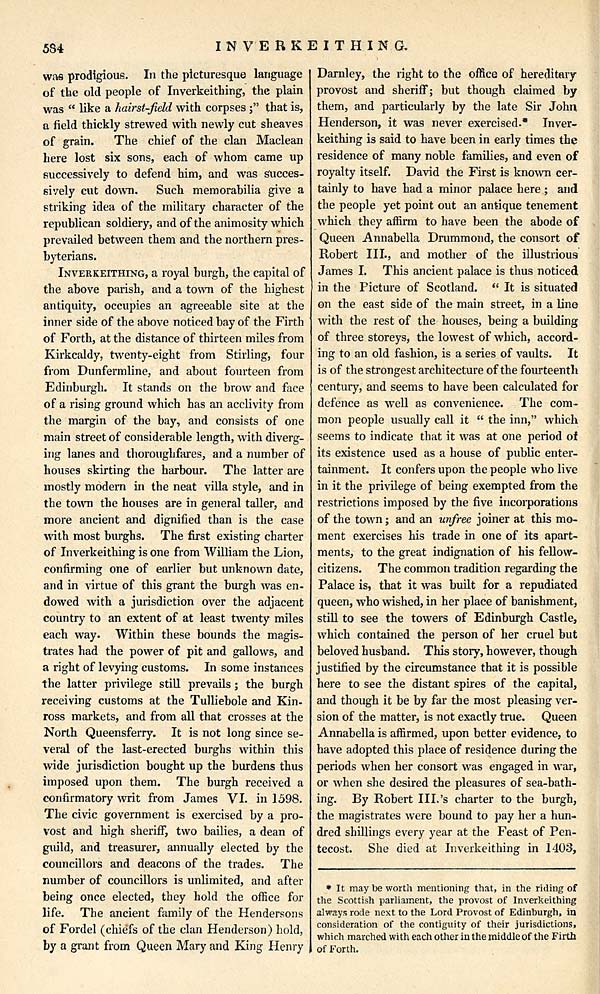 584
INVERKEITHING.
was prodigious. In the picturesque language
of the old people of Inverkeithing, the plain
was “ like a hairst-field with corpses ;” that is,
a field thickly strewed with newly cut sheaves
of grain. The chief of the clan Maclean
here lost six sons, each of whom came up
successively to defend him, and was succes-
sively cut down. Such memorabilia give a
striking idea of the military character of the
republican soldiery, and of the animosity which
prevailed between them and the northern pres-
byterians.
INVERKEITHING, a royal burgh, the capital of
the above parish, and a town of the highest
antiquity, occupies an agreeable site at the
inner side of the above noticed bay of the Firth
of Forth, at the distance of thirteen miles from
Kirkcaldy, twenty-eight from Stirling, four
from Dunfermline, and about fourteen from
Edinburgh. It stands on the brow and face
of a rising ground which has an acclivity from
the margin of the bay, and consists of one
main street of considerable length, with diverg-
ing lanes and thoroughfares, and a number of
houses skirting the harbour. The latter are
mostly modern in the neat villa style, and in
the town the houses are in general taller, and
more ancient and dignified than is the case
with most burghs. The first existing charter
of Inverkeithing is one from William the Lion,
confirming one of earlier but unknown date,
and in virtue of this grant the burgh was en-
dowed with a jurisdiction over the adjacent
country to an extent of at least twenty miles
each way. Within these bounds the magis-
trates had the power of pit and gallows, and
a right of levying customs. In some instances
the latter privilege still prevails ; the burgh
receiving customs at the Tulliebole and Kin-
ross markets, and from all that crosses at the
North Queensferry. It is not long since se-
veral of the last-erected burghs within this
wide jurisdiction bought up the burdens thus
imposed upon them. The burgh received a
confirmatory writ from James VI. in 1598.
The civic government is exercised by a pro-
vost and high sheriff, two bailies, a dean of
guild, and treasurer, annually elected by the
councillors and deacons of the trades. The
number of councillors is unlimited, and after
being once elected, they hold the office for
life. The ancient family of the Hendersons
of Fordel (chiefs of the clan Henderson) hold,
by a grant from Queen Mary and King Henry
Darnley, the right to the office of hereditary
provost and sheriff; but though claimed by
them, and particularly by the late Sir John
Henderson, it was never exercised.* Inver-
keithing is said to have been in early times the
residence of many noble families, and even of
royalty itself. David the First is known cer-
tainly to have had a minor palace here ; and
the people yet point out an antique tenement
which they affirm to have been the abode of
Queen Annabella Drummond, the consort of
Robert III., and mother of the illustrious
James I. This ancient palace is thus noticed
in the Picture of Scotland. “ It is situated
on the east side of the main street, in a line
with the rest of the houses, being a building
of three storeys, the lowest of which, accord-
ing to an old fashion, is a series of vaults. It
is of the strongest architecture of the fourteenth
century, and seems to have been calculated for
defence as well as convenience. The com-
mon people usually call it “ the inn,” which
seems to indicate that it was at one period of
its existence used as a house of public enter-
tainment. It confers upon the people who live
in it the privilege of being exempted from the
restrictions imposed by the five incorporations
of the town ; and an unfree joiner at this mo-
ment exercises his trade in one of its apart-
ments, to the great indignation of his fellow-
citizens. The common tradition regarding the
Palace is, that it was built for a repudiated
queen, who wished, in her place of banishment,
still to see the towers of Edinburgh Castle,
which contained the person of her cruel but
beloved husband. This story, however, though
justified by the circumstance that it is possible
here to see the distant spires of the capital,
and though it be by far the most pleasing ver-
sion of the matter, is not exactly true. Queen
Annabella is affirmed, upon better evidence, to
have adopted this place of residence during the
periods when her consort was engaged in war,
or when she desired the pleasures of sea-bath-
ing. By Robert III.’s charter to the burgh,
the magistrates were bound to pay her a hun-
dred shillings every year at the Feast of Pen-
tecost. She died at Inverkeithing in 1403,
* It may be worth mentioning that, in the riding of
the Scottish parliament, the provost of Inverkeithing
always rode next to the Lord Provost of Edinburgh, in
consideration of the contiguity of their jurisdictions,
which marched with each other in the middle of the Firth
of Forth.